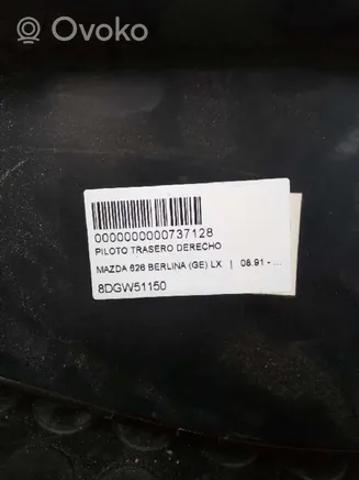 Ovoko
0000000000737128
PILOTO TRASERO DERECHO
MAZDA 626 BERLINA (GE) LX | 08.91 - ...
8DGW51150